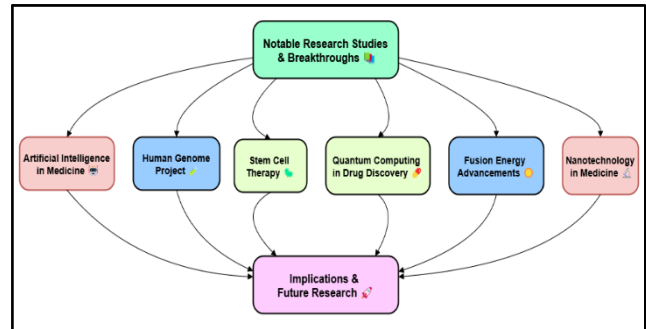 Notable Research Studies
& Breakthroughs 📚
Artificial Intelligence
in Medicine 🤖
Human Genome
Project 🧬
Stem Cell
Therapy 🦠
Quantum Computing
in Drug Discovery 💊
Fusion Energy
Advancements ☀️
Nanotechnology
in Medicine 🔬
Implications &
Future Research 🚀